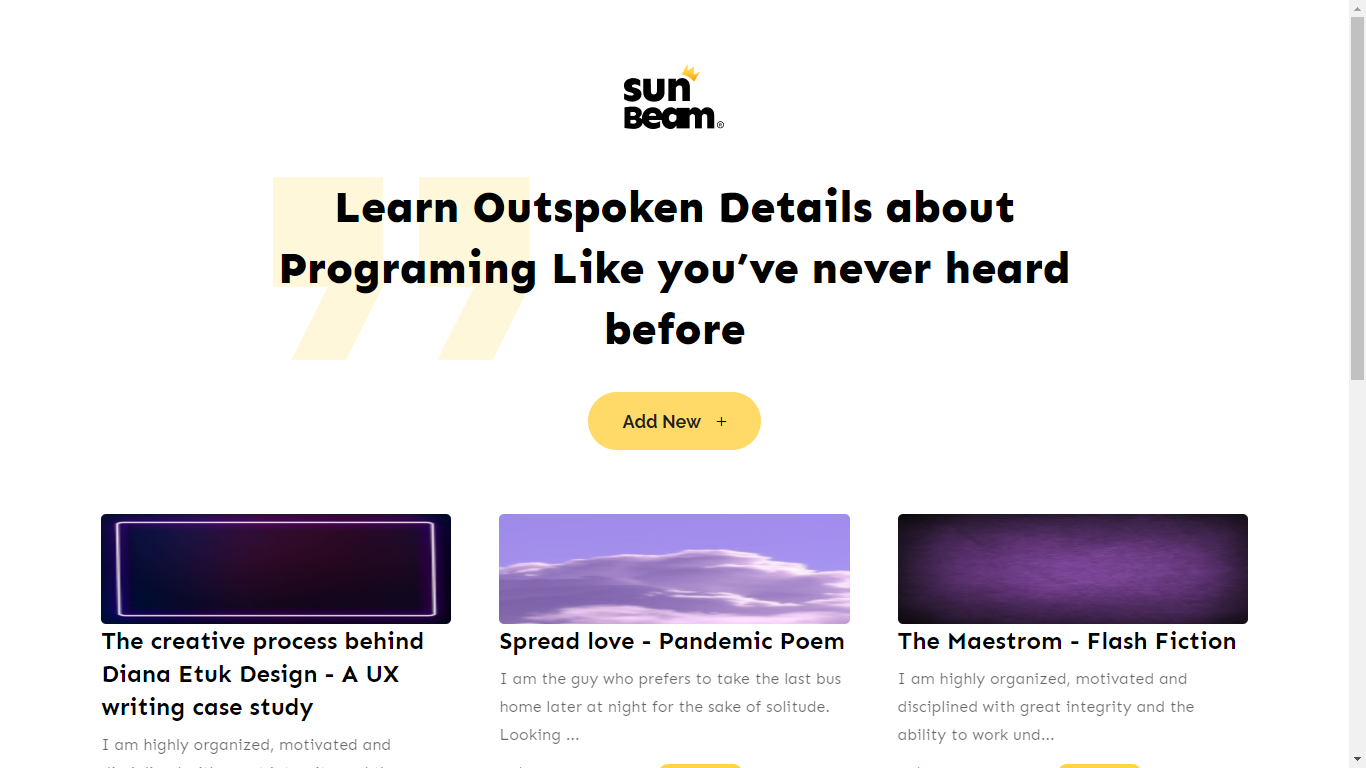 sun
Beam®
Learn Outspoken Details about
Programing Like you’ve never heard
before
Add New +
The creative process behind
Diana Etuk Design - A UX
writing case study
I am highly organized, motivated and
Spread love - Pandemic Poem
I am the guy who prefers to take the last bus
home later at night for the sake of solitude.
Looking ...
The Maestrom - Flash Fiction
I am highly organized, motivated and
disciplined with great integrity and the
ability to work und...